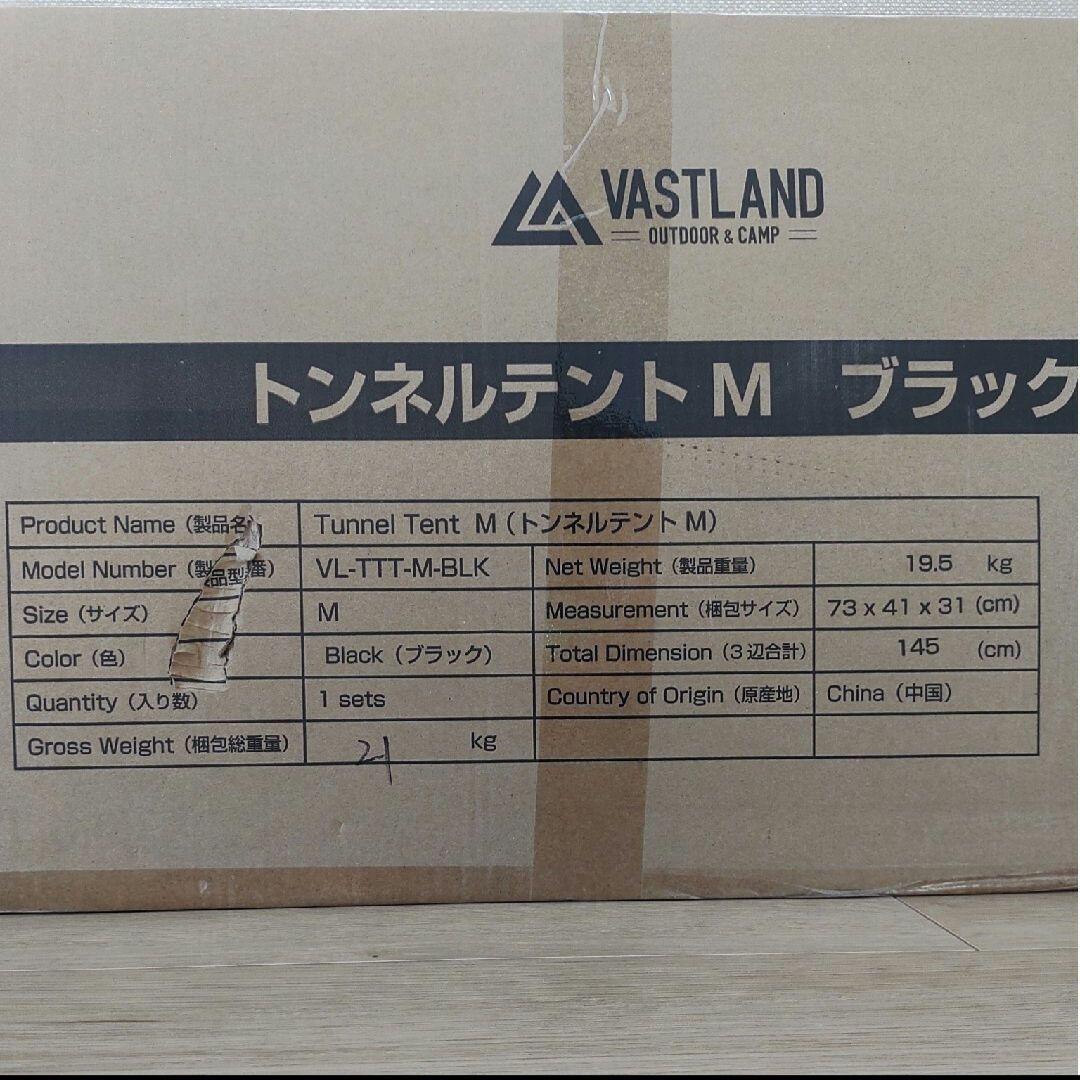 VASTLAND
OUTDOOR & CAMP
トンネルテント M ブラック
Product Name (製品名) Tunnel Tent M (トンネルテント M)
Model Number (製品型番) VL-TTT-M-BLK Net Weight (製品重量) 19.5 kg
Size (サイズ) M Measurement (梱包サイズ) 73 x 41 x 31 (cm)
Color (色) Black (ブラック) Total Dimension (3辺合計) 145 (cm)
Quantity (入り数) 1 sets Country of Origin (原産地) China (中国)
Gross Weight (梱包総重量) 21 kg